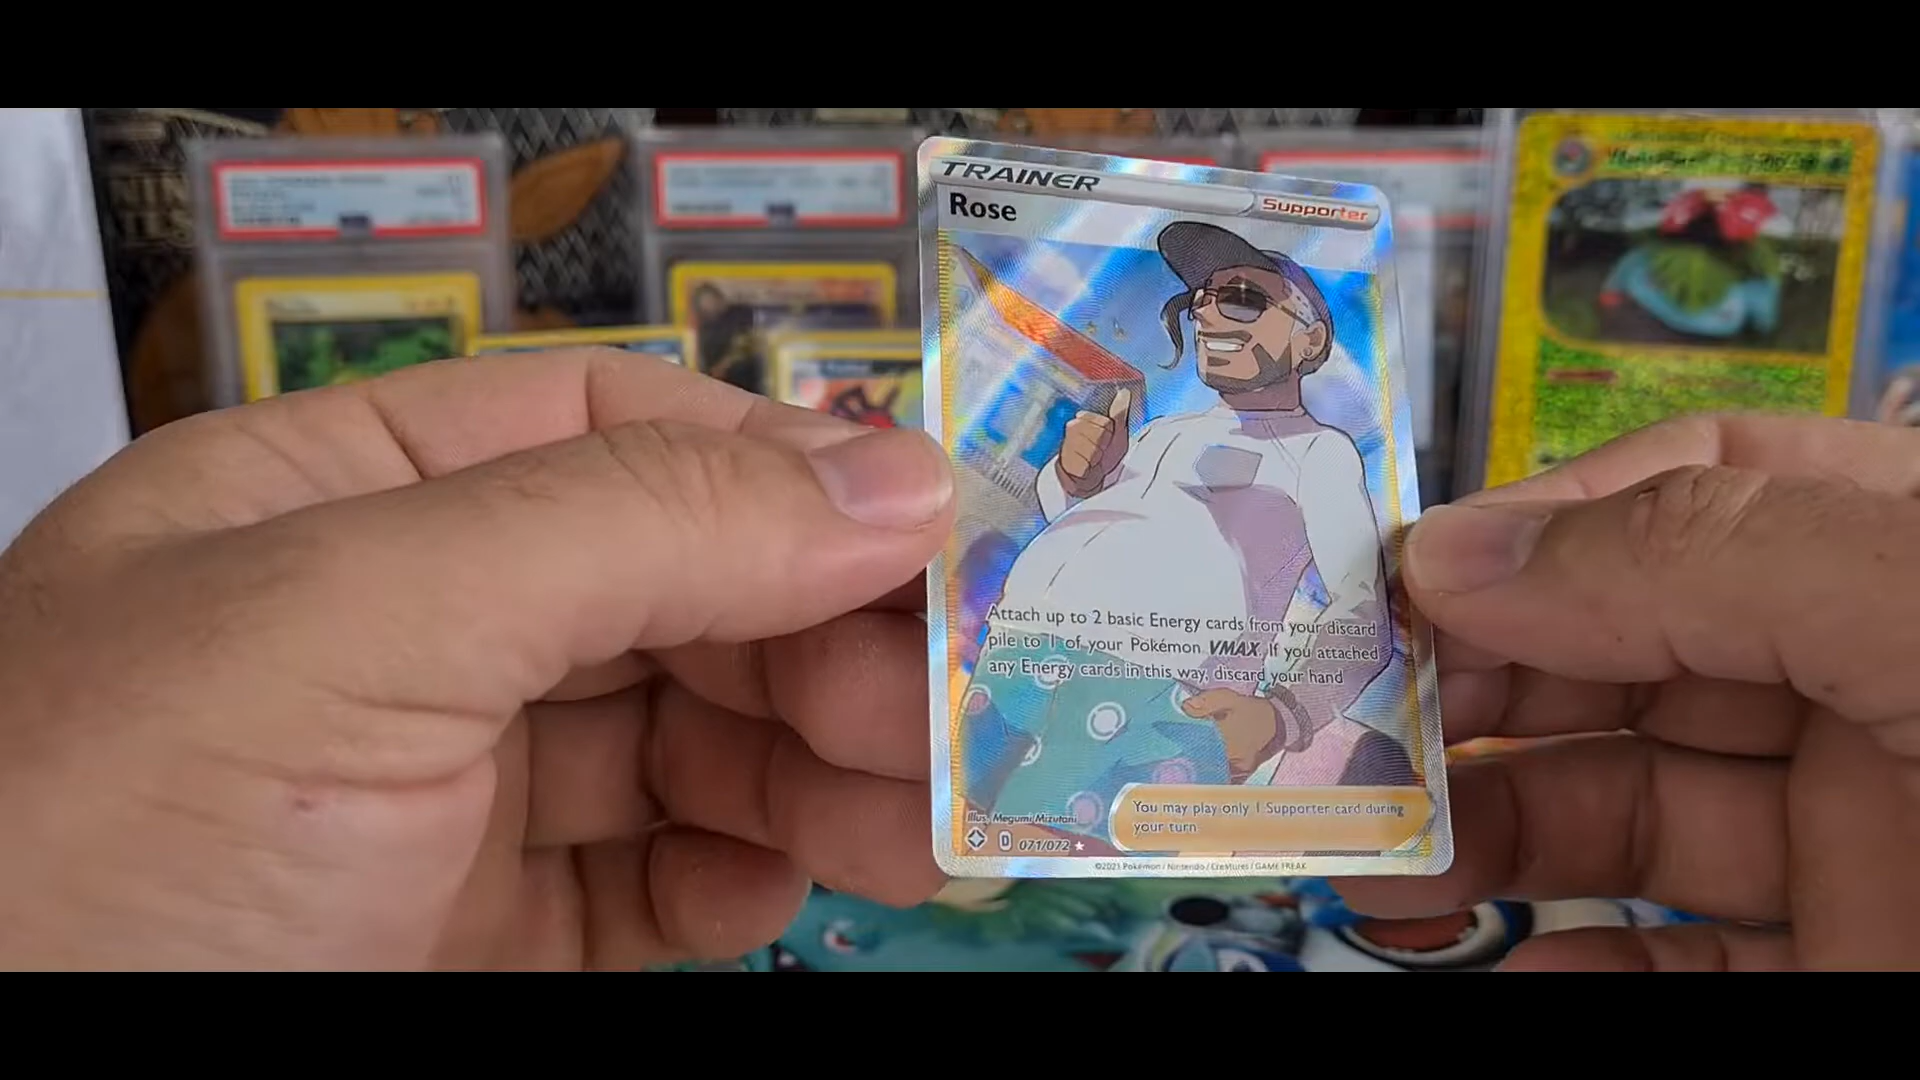 TRAINER
Supporter
Rose
Attach up to 2 basic Energy cards from your discard
pile to 1 of your Pokémon VMAX. If you attached
any Energy cards in this way, discard your hand
You may play only 1 Supporter card during
your turn
Illus. Megumi Mizutani
D 071/072
©2021 Pokémon / Nintendo / Creatures / GAME FREAK